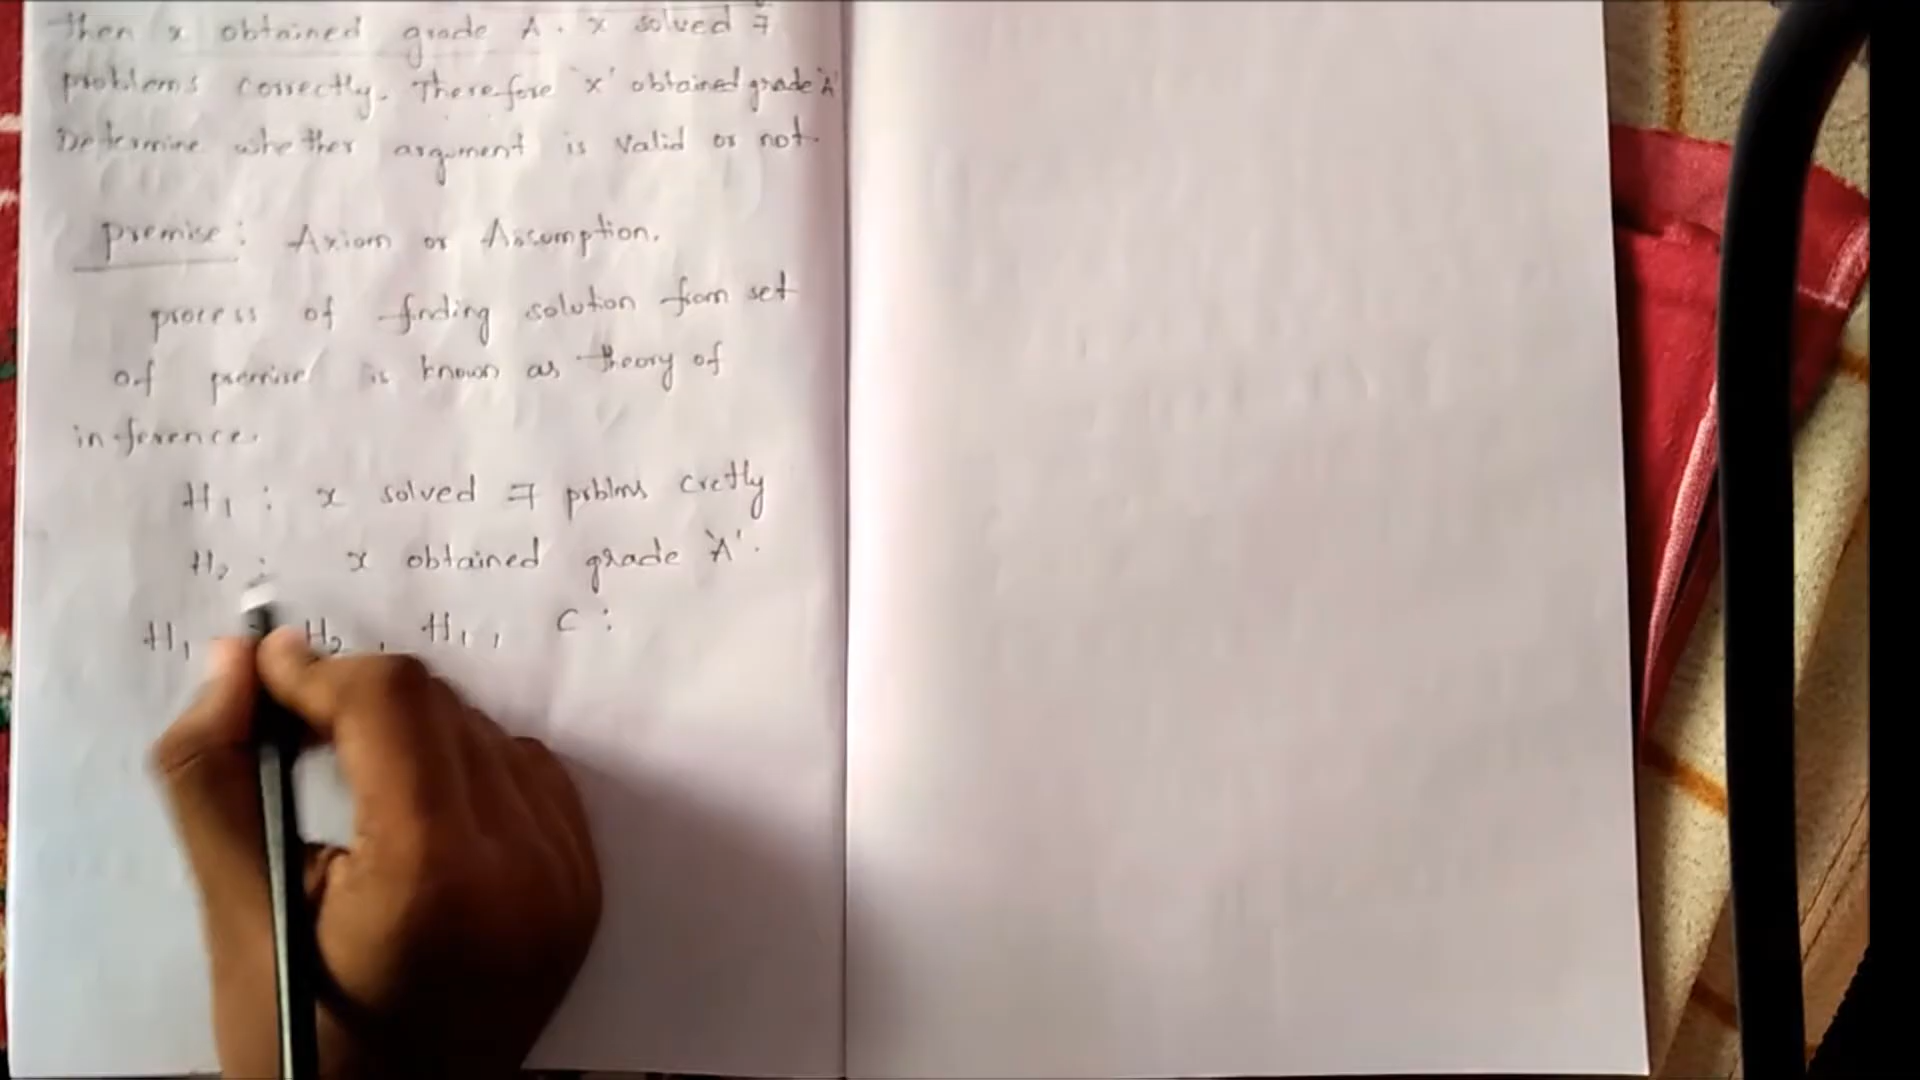 then x obtained grade A. x solved 7
problems correctly. Therefore 'x' obtained grade 'A'
Determine whether argument is valid or not.
premise: Axiom or Assumption.
process of finding solution from set
of premise is known as theory of
inference.
H1 : x solved 7 prblms crctly
H2 : x obtained grade 'A'.
H1 H2 , H1, C :